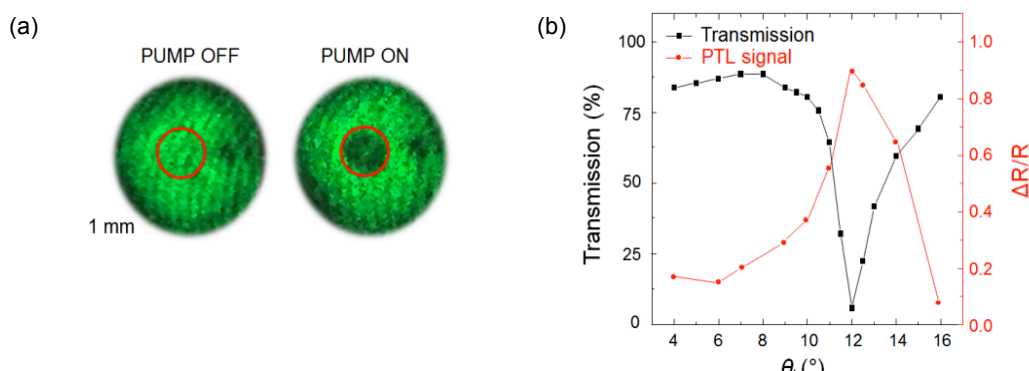 (a)
PUMP OFF
PUMP ON
1 mm
(b)
Transmission
PTL signal
Transmission (%)
100
75
50
25
0
1.0
0.8
0.6
0.4
0.2
0.0
ΔR/R
4
6
8
10
12
14
16
(°)